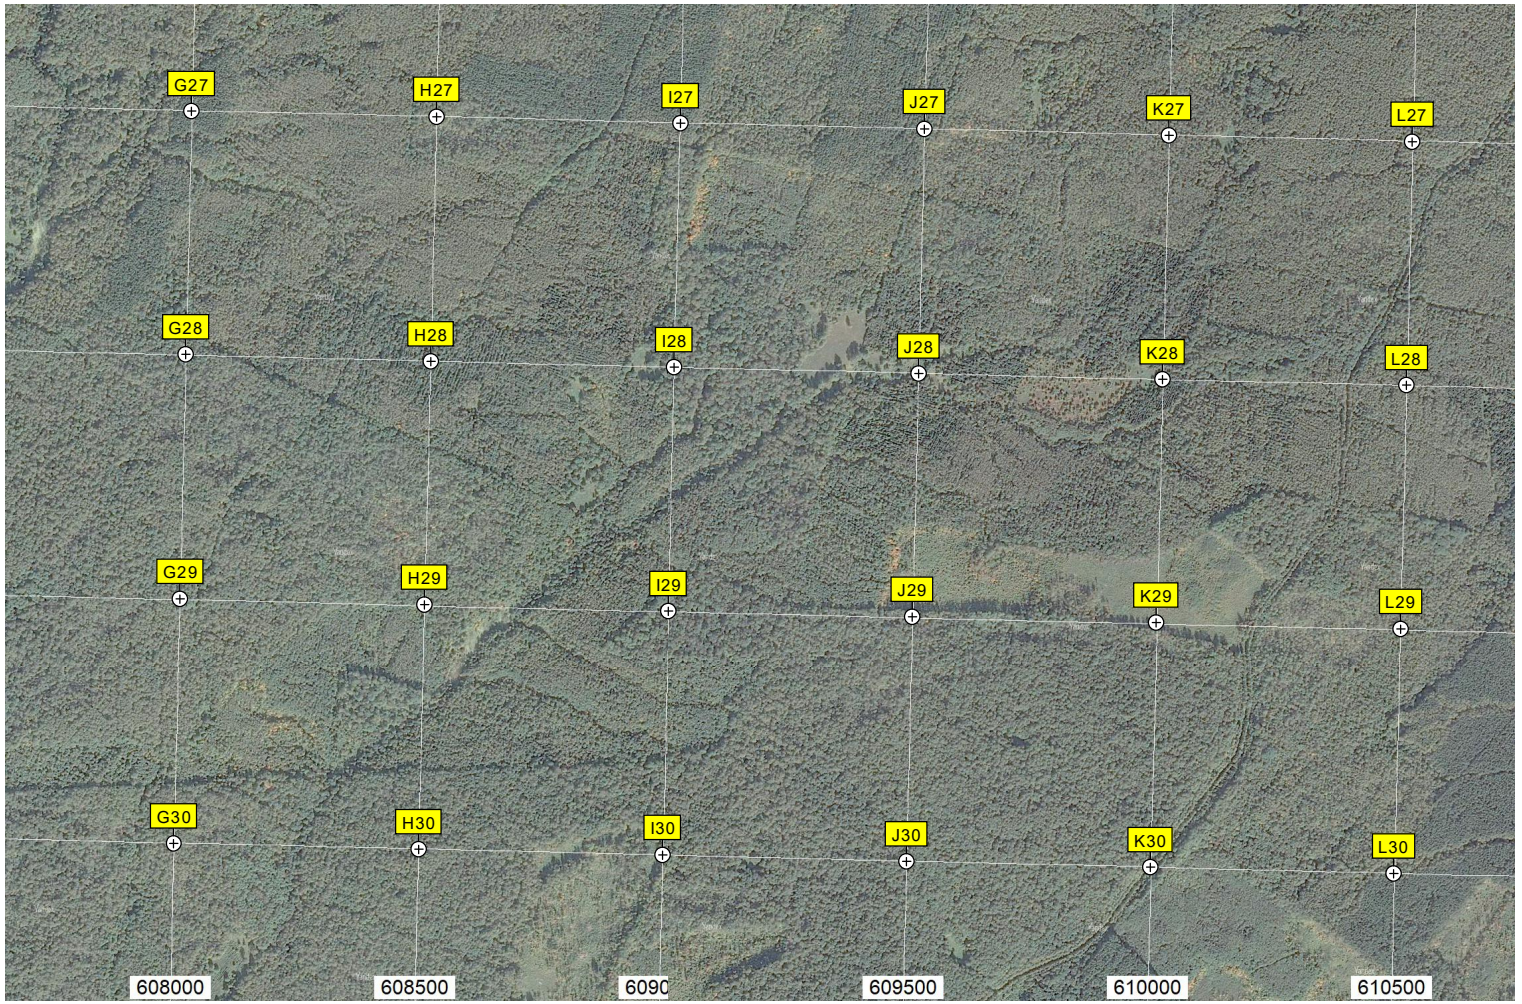 G27 H27 I27 J27 K27 L27
G28 H28 I28 J28 K28 L28
G29 H29 I29 J29 K29 L29
G30 H30 I30 J30 K30 L30
608000 608500 6090 609500 610000 610500